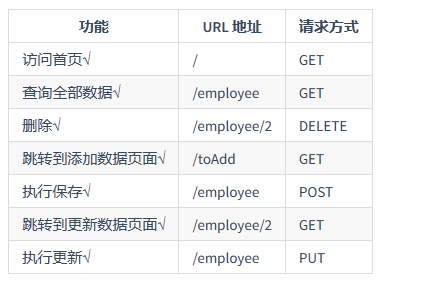 功能 URL 地址 请求方式
访问首页√ / GET
查询全部数据√ /employee GET
删除√ /employee/2 DELETE
跳转到添加数据页面√ /toAdd GET
执行保存√ /employee POST
跳转到更新数据页面√ /employee/2 GET
执行更新√ /employee PUT